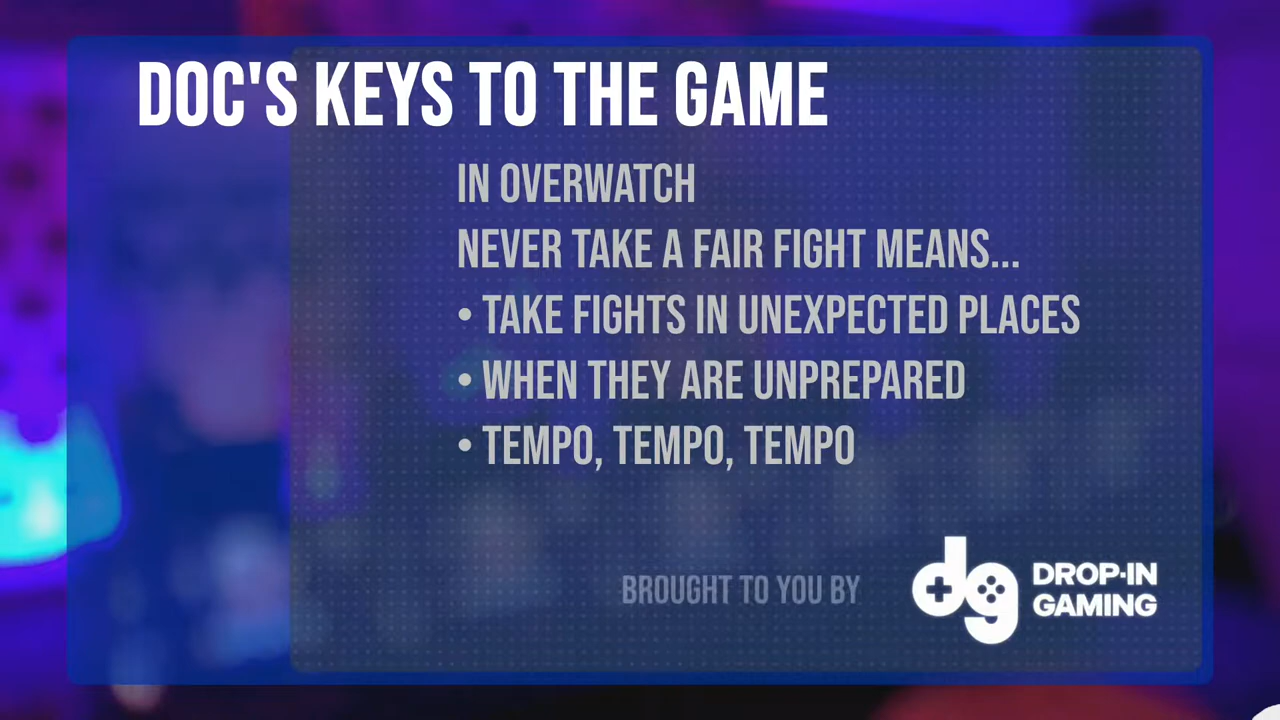 DOC'S KEYS TO THE GAME
IN OVERWATCH
NEVER TAKE A FAIR FIGHT MEANS...
• TAKE FIGHTS IN UNEXPECTED PLACES
• WHEN THEY ARE UNPREPARED
• TEMPO, TEMPO, TEMPO
BROUGHT TO YOU BY
dg
DROP-IN
GAMING